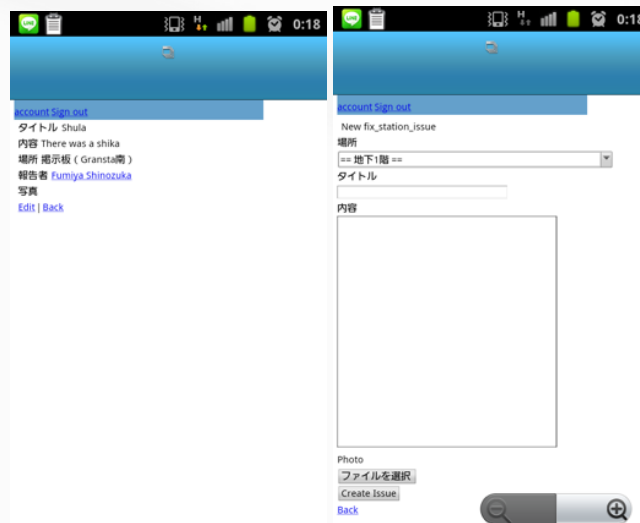 LINE
0:18
account Sign out
タイトル Shula
内容 There was a shika
場所 掲示板 ( Gransta南 )
報告者 Fumiya Shinozuka
写真
Edit | Back
H
0:18
account Sign out
New fix_station_issue
場所
== 地下1階 ==
タイトル
内容
Photo
ファイルを選択
Create Issue
Back